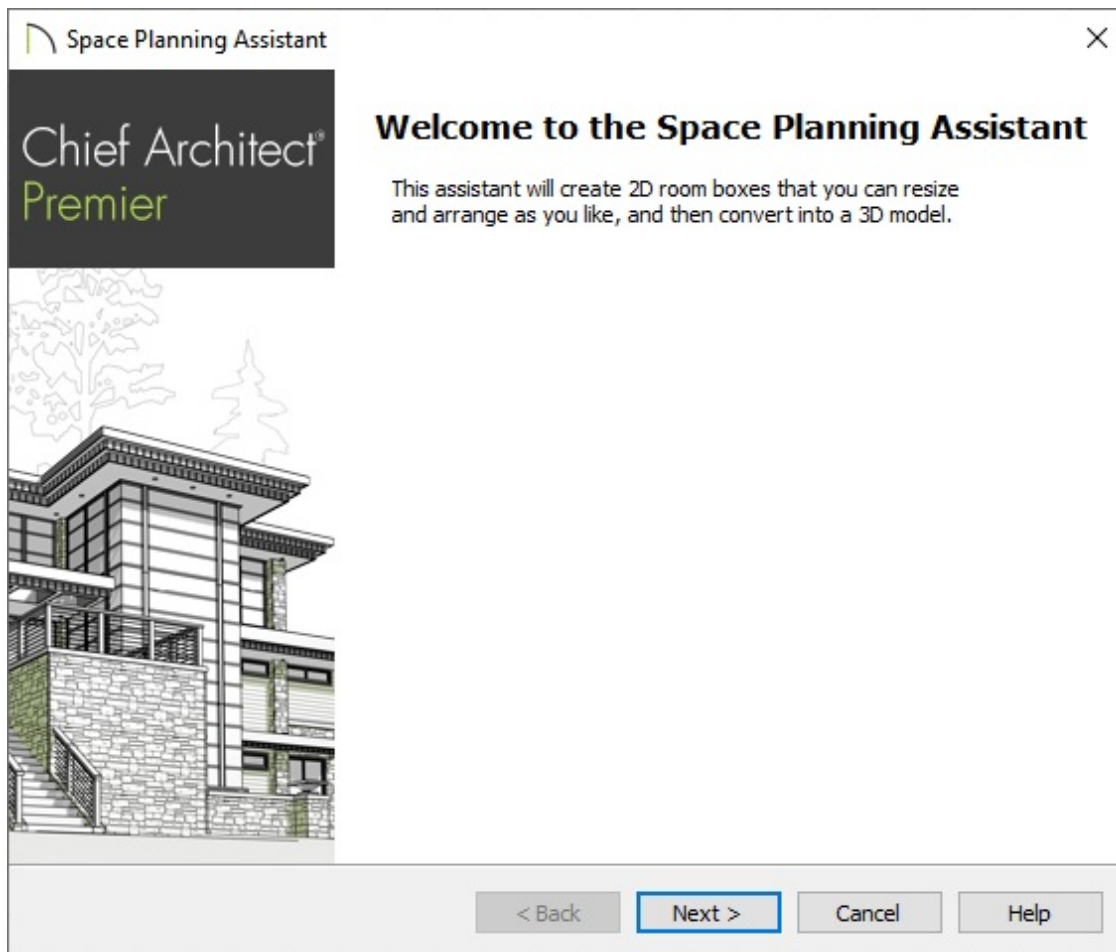 Space Planning Assistant
Chief Architect®
Premier
Welcome to the Space Planning Assistant
This assistant will create 2D room boxes that you can resize
and arrange as you like, and then convert into a 3D model.
< Back Next > Cancel Help